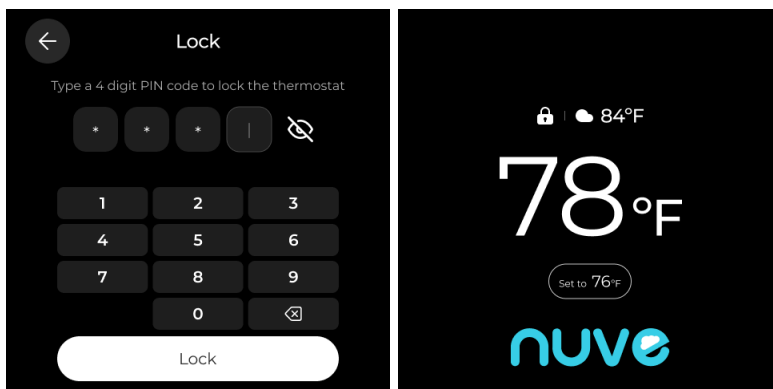 Lock
Type a 4 digit PIN code to lock the thermostat
* * *
1 2 3
4 5 6
7 8 9
0
Lock
84°F
78°F
Set to 76°F
nuve